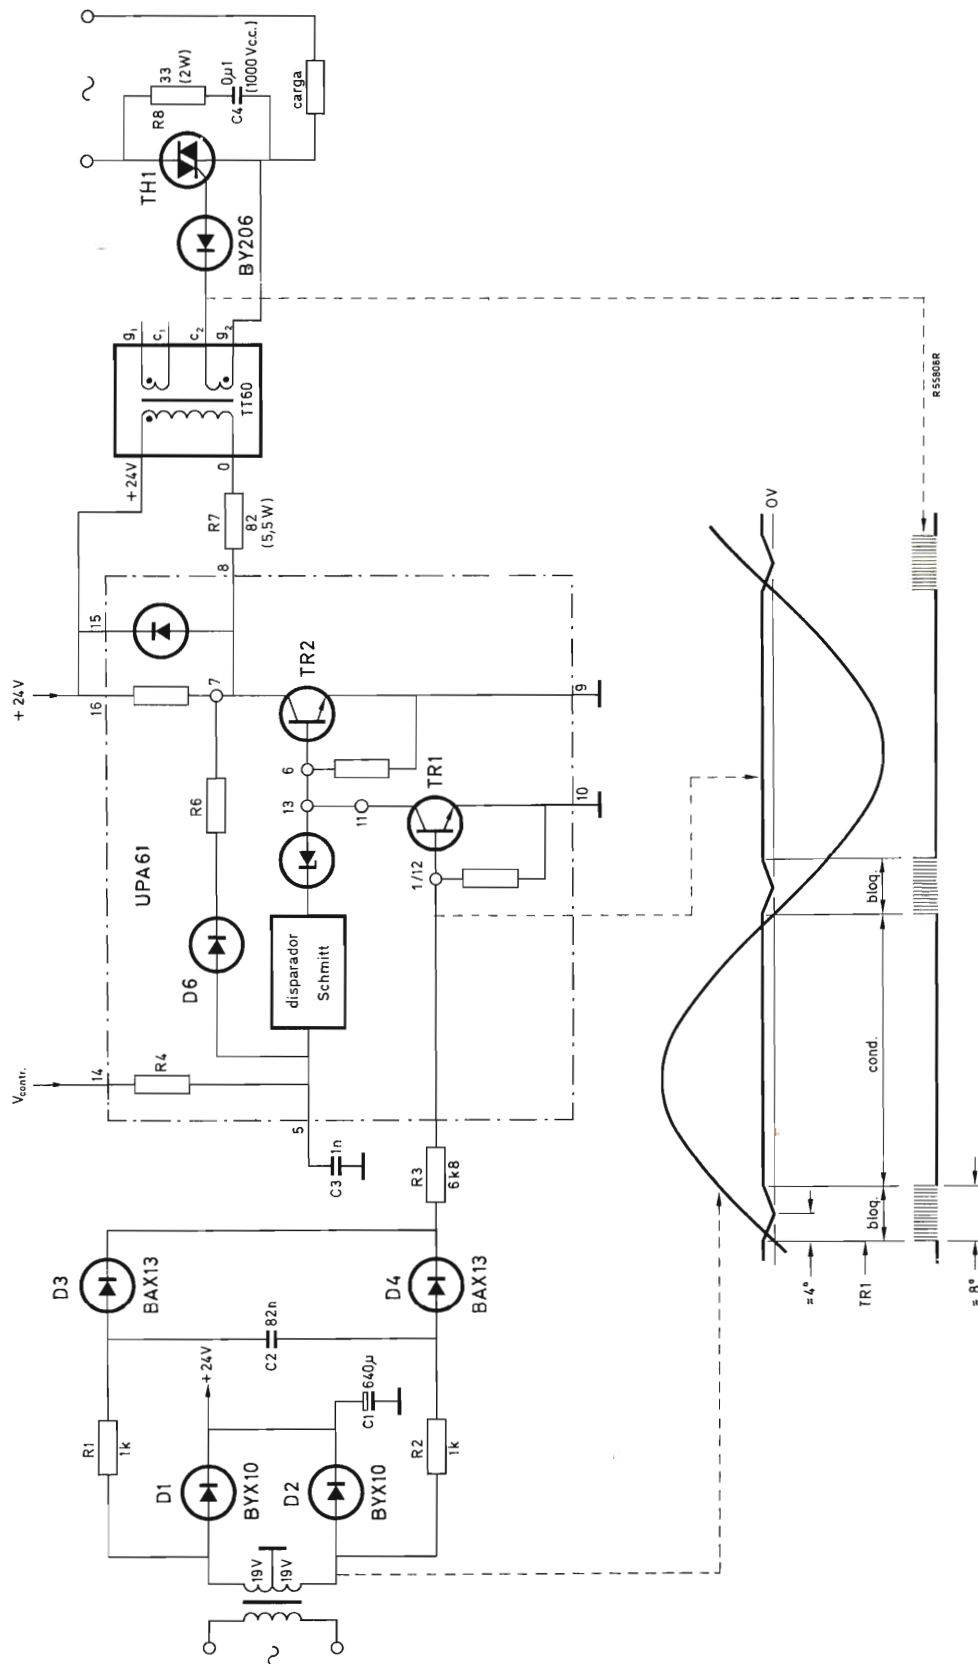 R8
33
(2W)
C4
0µ1
(1000 Vc.c.)
carga
TH1
BY206
g1
c1
c2
g2
TT60
+24V
0
R7
82
(5,5W)
8
15
+24V
16
7
TR2
9
6
13
11
TR1
10
1/12
R6
UPA61
D6
disparador
Schmitt
Vcontr.
14
R4
5
C3
1n
R3
6k8
D3
BAX13
D4
BAX13
C2
82n
+24V
R1
1k
D1
BYX10
D2
BYX10
C1
640µ
R2
1k
19V
19V
R55808R
0V
bloq.
cond.
bloq.
≈4°
TR1
≈8°